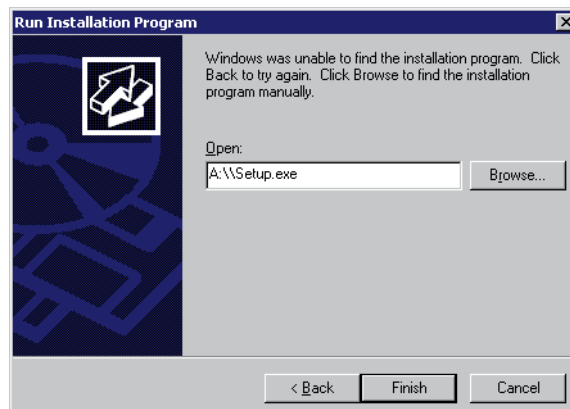 Run Installation Program
Windows was unable to find the installation program. Click
Back to try again. Click Browse to find the installation
program manually.
Open:
A:\\Setup.exe
Browse...
< Back
Finish
Cancel